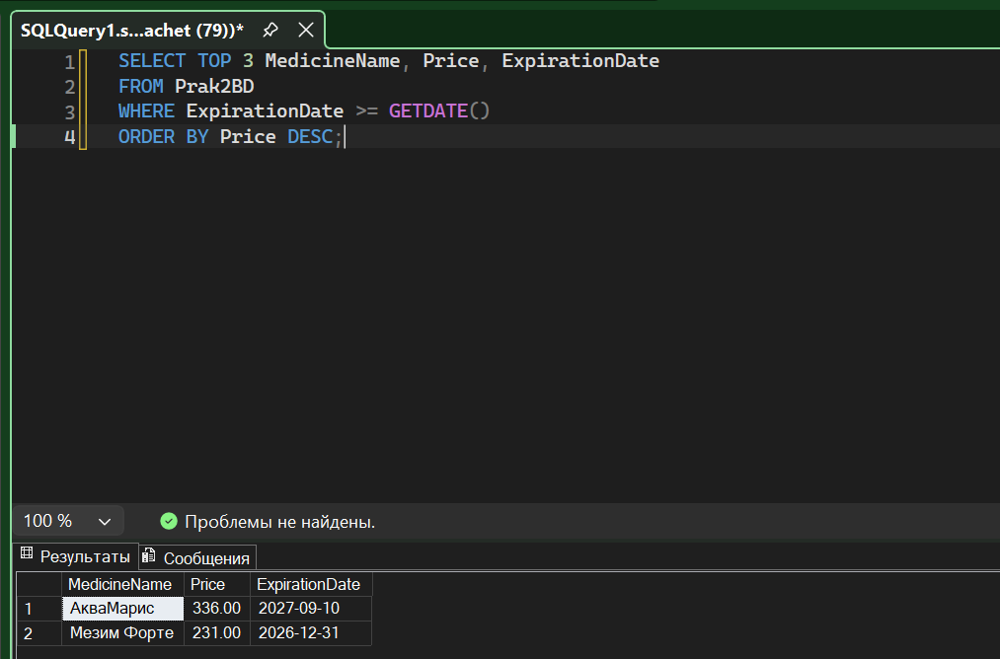 SQLQuery1.s...achet (79))*
1 SELECT TOP 3 MedicineName, Price, ExpirationDate
2 FROM Prak2BD
3 WHERE ExpirationDate >= GETDATE()
4 ORDER BY Price DESC;
100 % Проблемы не найдены.
Результаты Сообщения
MedicineName Price ExpirationDate
1 АкваМарис 336.00 2027-09-10
2 Мезим Форте 231.00 2026-12-31